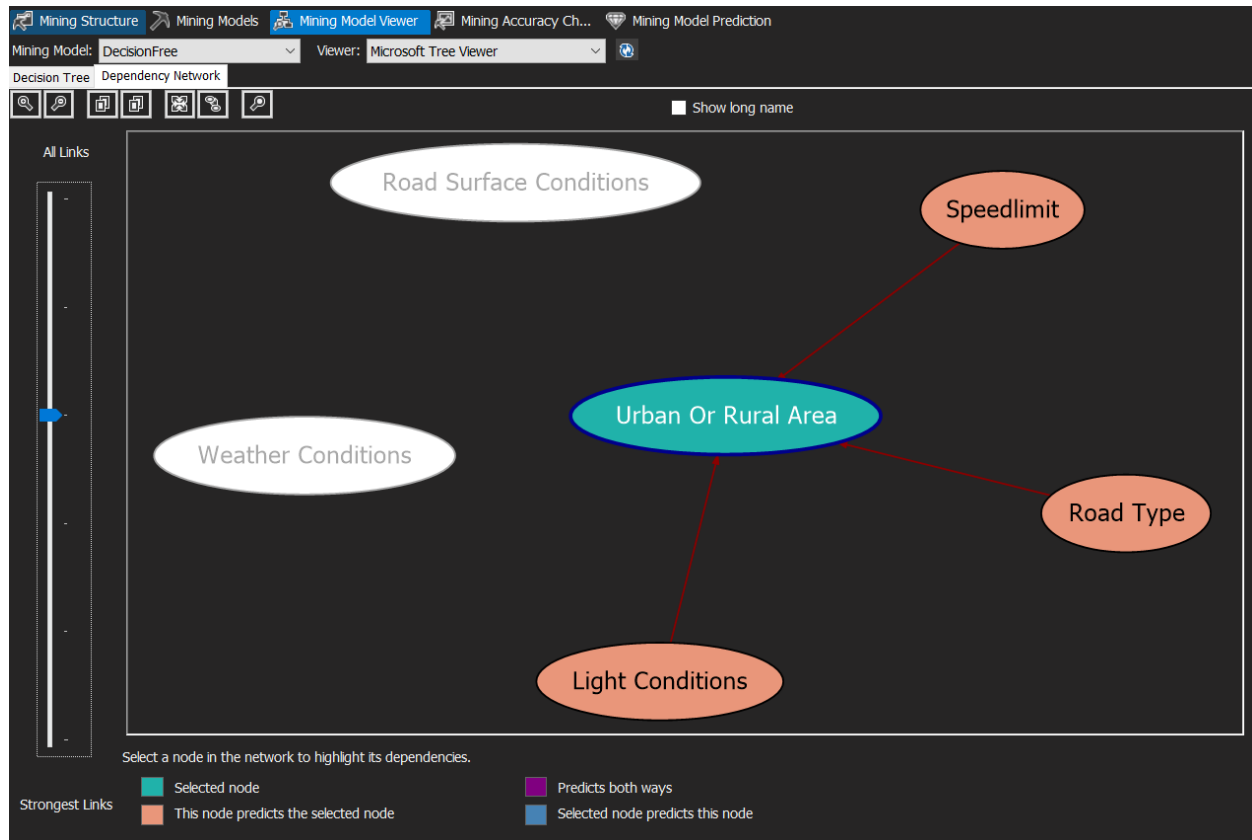 Mining Structure Mining Models Mining Model Viewer Mining Accuracy Ch... Mining Model Prediction
Mining Model: DecisionFree Viewer: Microsoft Tree Viewer
Decision Tree Dependency Network
Show long name
All Links
Road Surface Conditions
Speedlimit
Urban Or Rural Area
Weather Conditions
Road Type
Light Conditions
Select a node in the network to highlight its dependencies.
Selected node Predicts both ways
Strongest Links
This node predicts the selected node Selected node predicts this node